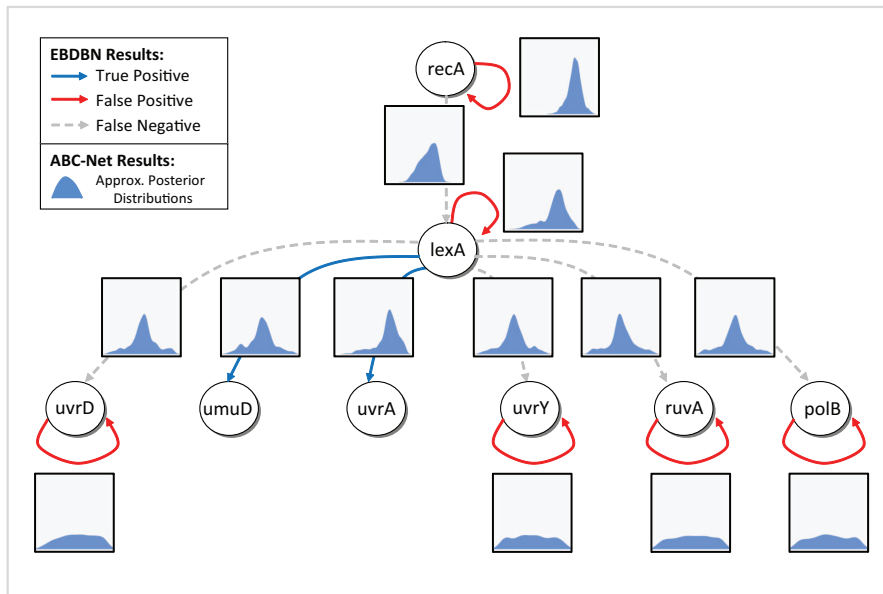 EBDBN Results:
True Positive
False Positive
False Negative
ABC-Net Results:
Approx. Posterior
Distributions
recA
lexA
uvrD
umuD
uvrA
uvrY
ruvA
polB